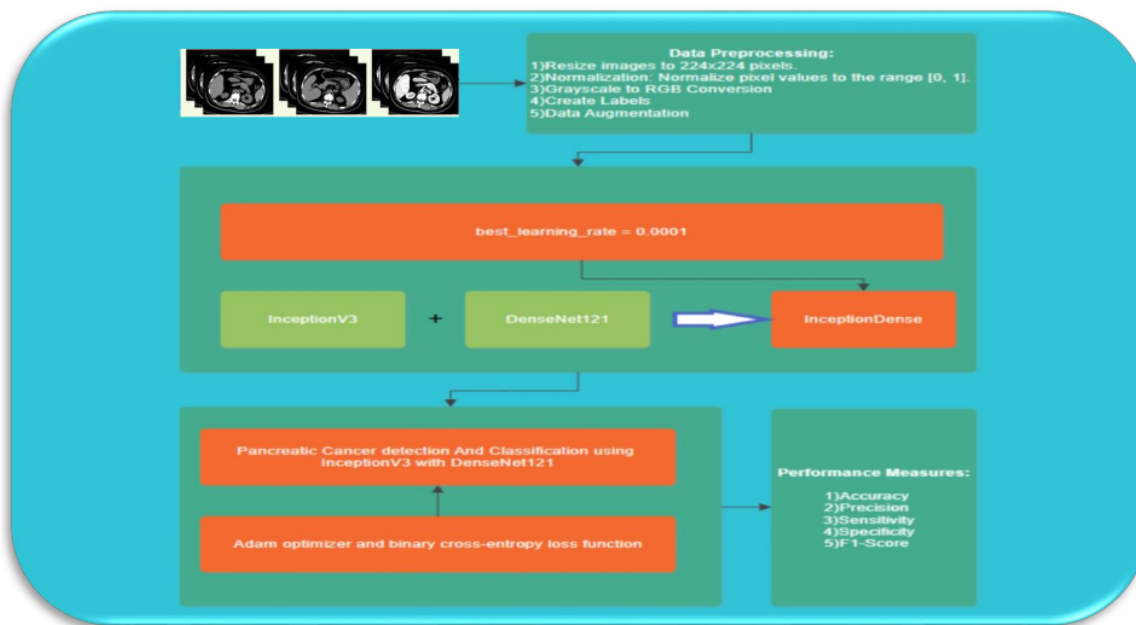 Data Preprocessing:
1)Resize images to 224x224 pixels.
2)Normalization: Normalize pixel values to the range [0, 1].
3)Grayscale to RGB Conversion
4)Create Labels
5)Data Augmentation
best_learning_rate = 0.0001
InceptionV3
+
DenseNet121
InceptionDense
Pancreatic Cancer detection And Classification using
InceptionV3 with DenseNet121
Adam optimizer and binary cross-entropy loss function
Performance Measures:
1)Accuracy
2)Precision
3)Sensitivity
4)Specificity
5)F1-Score